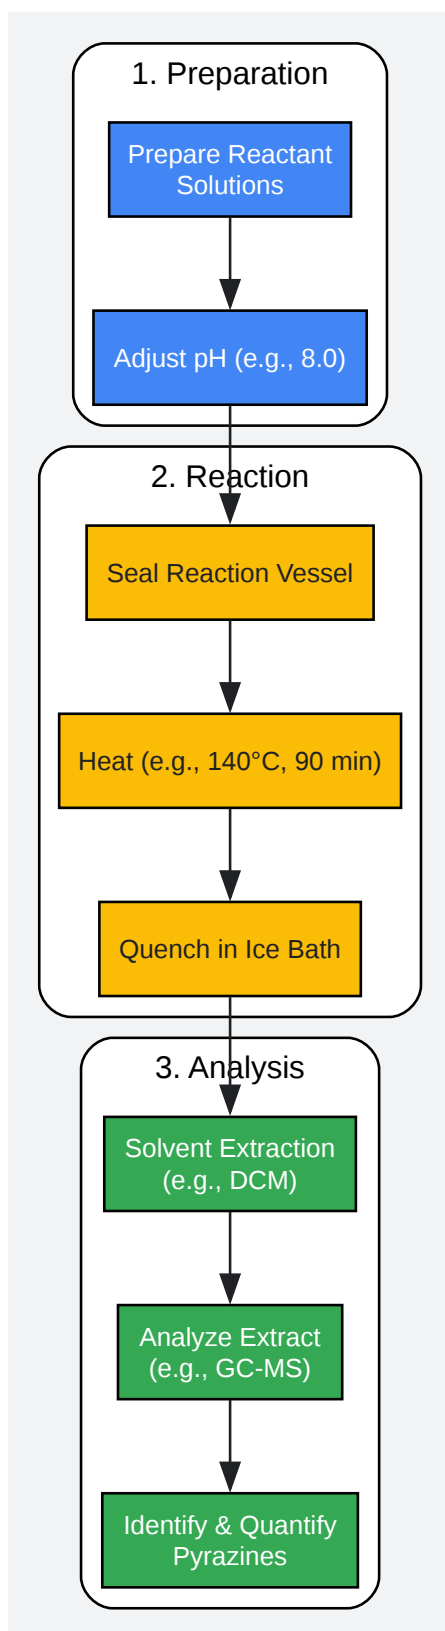 1. Preparation
Prepare Reactant
Solutions
Adjust pH (e.g., 8.0)
2. Reaction
Seal Reaction Vessel
Heat (e.g., 140°C, 90 min)
Quench in Ice Bath
3. Analysis
Solvent Extraction
(e.g., DCM)
Analyze Extract
(e.g., GC-MS)
Identify & Quantify
Pyrazines